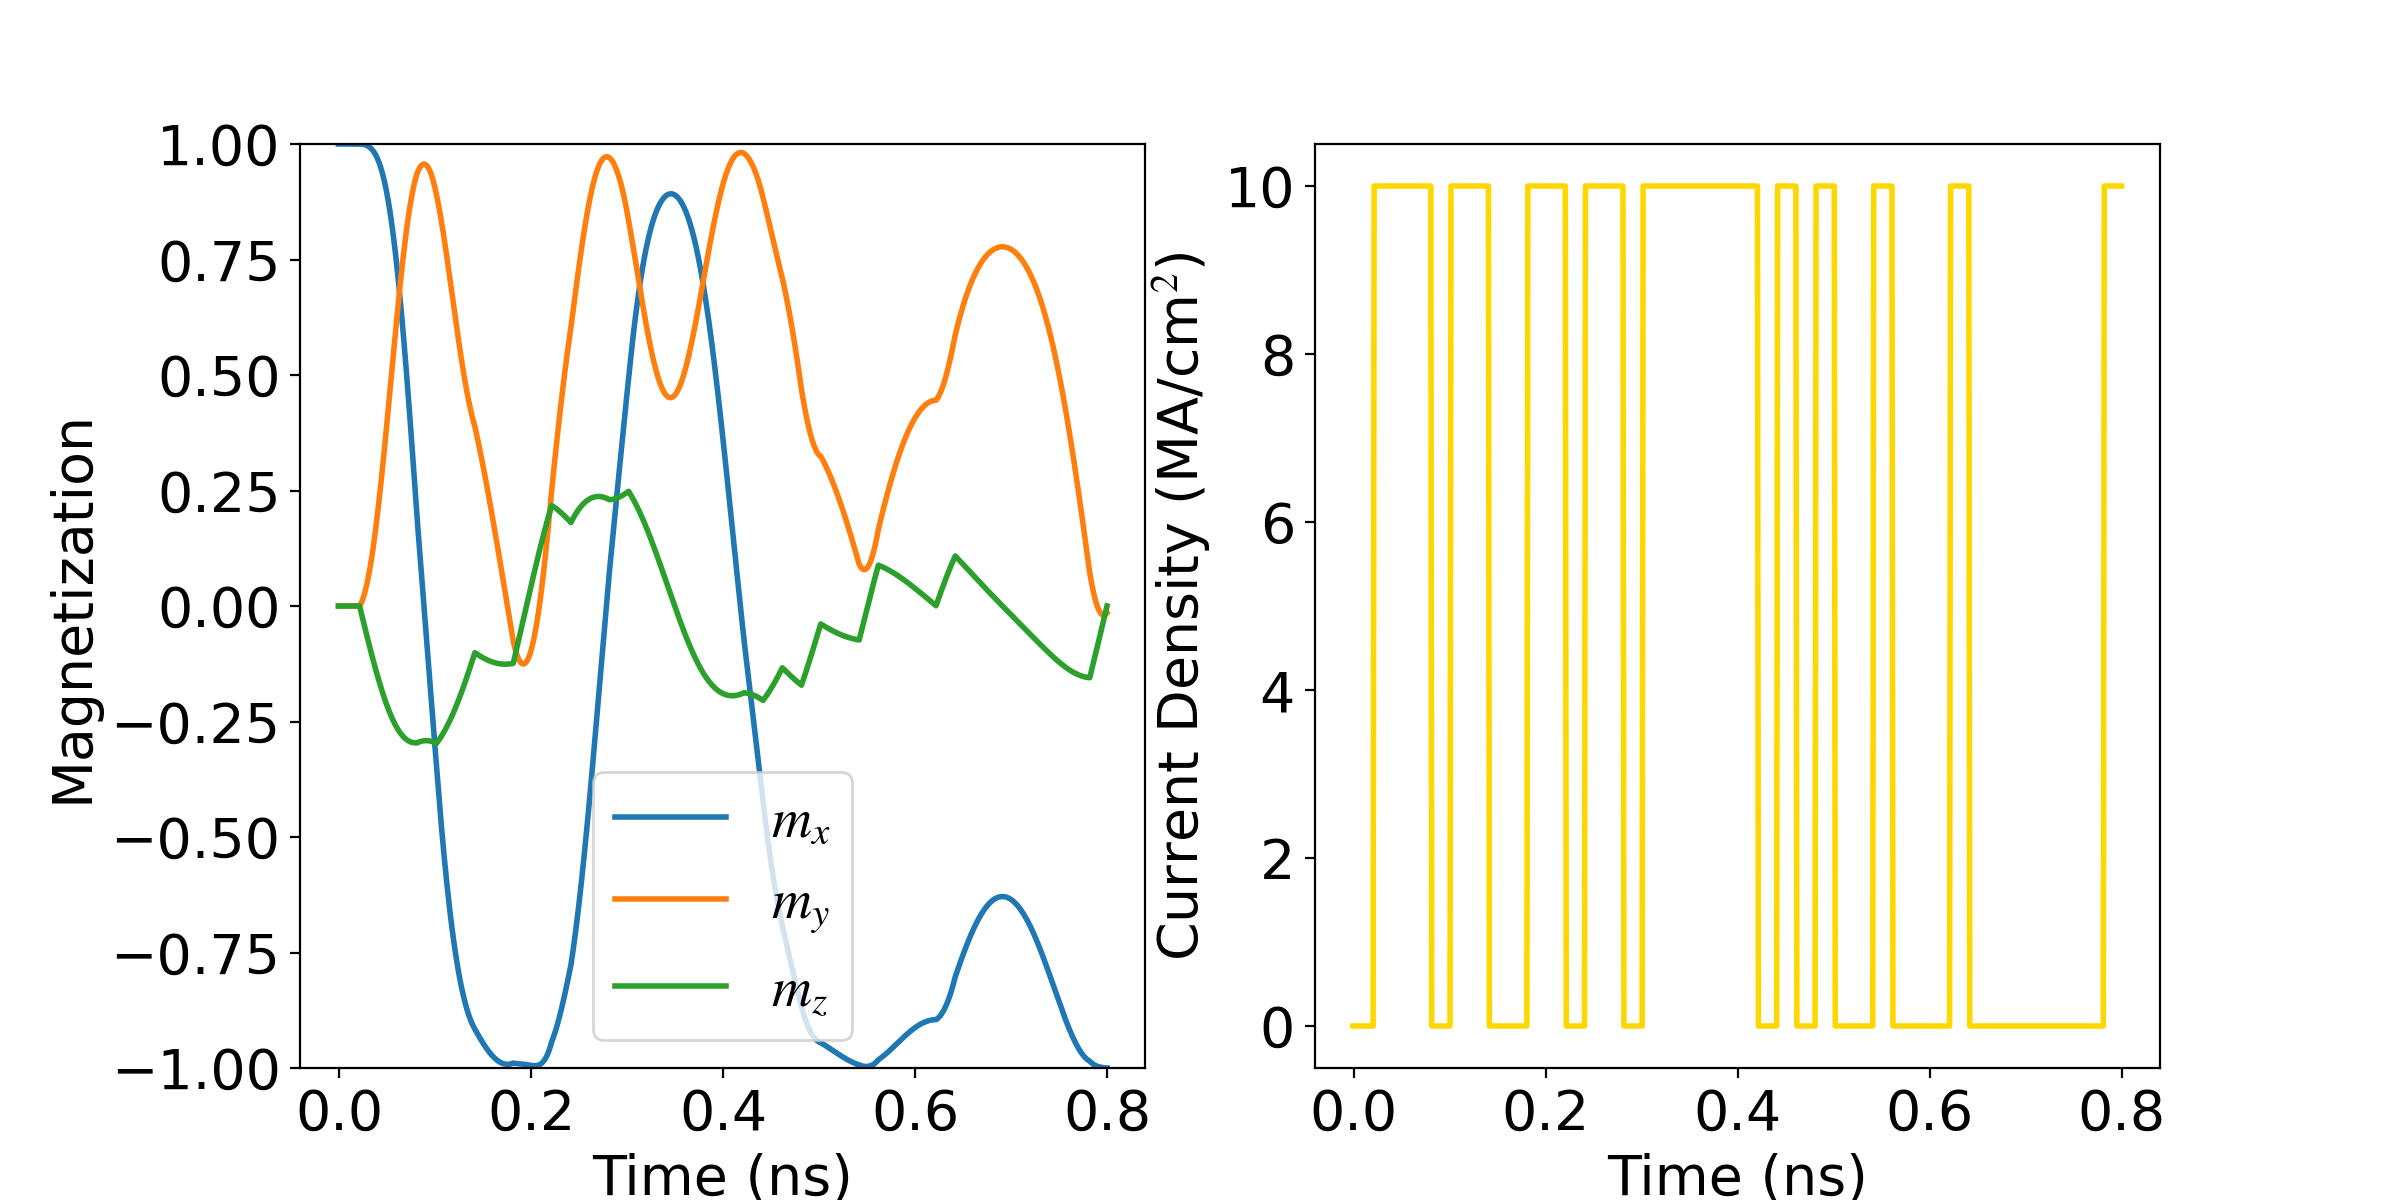 Magnetization
1.00
0.75
0.50
0.25
0.00
−0.25
−0.50
−0.75
−1.00
0.0 0.2 0.4 0.6 0.8
Time (ns)
m_x
m_y
m_z
Current Density (MA/cm²)
10
8
6
4
2
0
0.0 0.2 0.4 0.6 0.8
Time (ns)